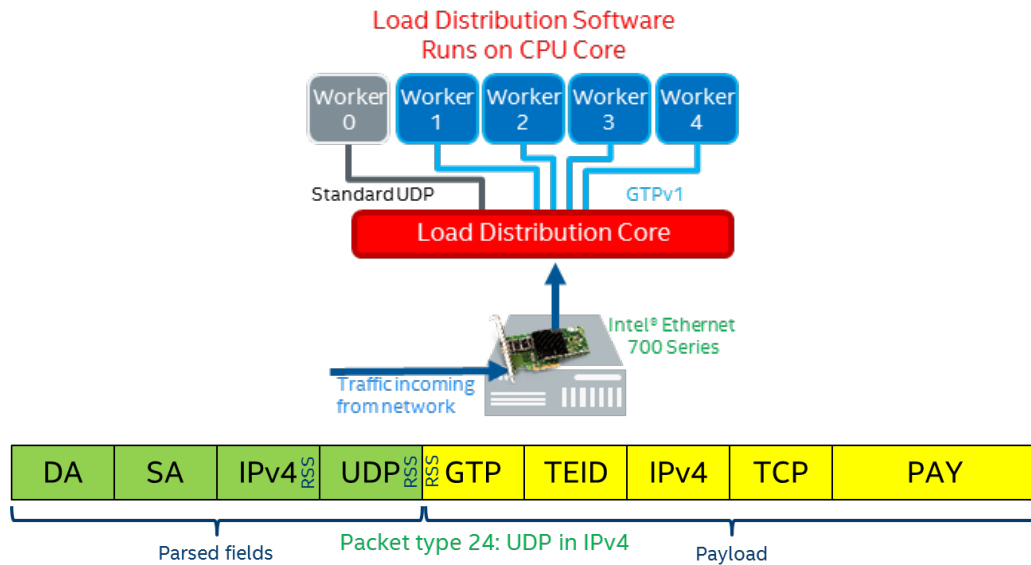 Load Distribution Software
Runs on CPU Core
Worker 0
Worker 1
Worker 2
Worker 3
Worker 4
Standard UDP
GTPv1
Load Distribution Core
Intel® Ethernet
700 Series
Traffic incoming
from network
DA SA IPv4 RSS UDP RSS RSS GTP TEID IPv4 TCP PAY
Parsed fields
Packet type 24: UDP in IPv4
Payload